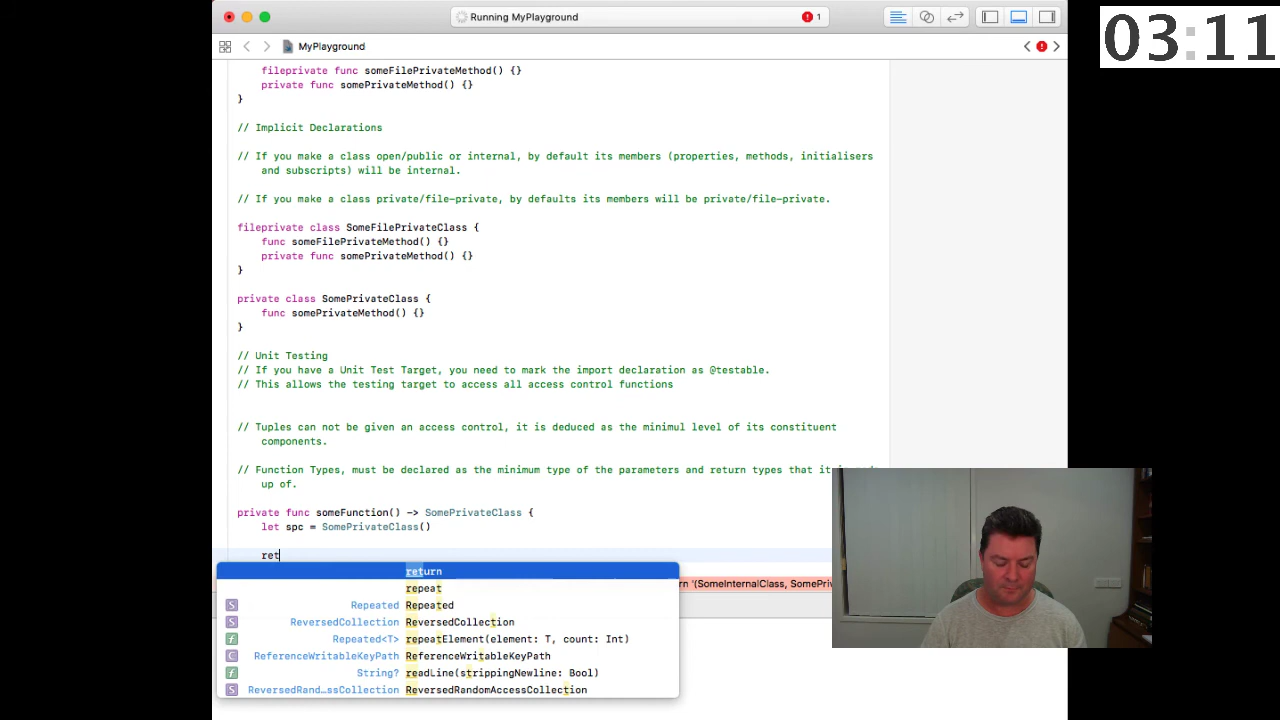 Running MyPlayground
1
03:11
MyPlayground
fileprivate func someFilePrivateMethod() {}
private func somePrivateMethod() {}
}
// Implicit Declarations
// If you make a class open/public or internal, by default its members (properties, methods, initialisers
and subscripts) will be internal.
// If you make a class private/file-private, by defaults its members will be private/file-private.
fileprivate class SomeFilePrivateClass {
func someFilePrivateMethod() {}
private func somePrivateMethod() {}
}
private class SomePrivateClass {
func somePrivateMethod() {}
}
// Unit Testing
// If you have a Unit Test Target, you need to mark the import declaration as @testable.
// This allows the testing target to access all access control functions
// Tuples can not be given an access control, it is deduced as the minimul level of its constituent
components.
// Function Types, must be declared as the minimum type of the parameters and return types that it
up of.
private func someFunction() -> SomePrivateClass {
let spc = SomePrivateClass()
ret
return
rn '(SomeInternalClass, SomePriv
repeat
Repeated Repeated
ReversedCollection ReversedCollection
Repeated<T> repeatElement(element: T, count: Int)
ReferenceWritableKeyPath ReferenceWritableKeyPath
String? readLine(strippingNewline: Bool)
ReversedRand…ssCollection ReversedRandomAccessCollection